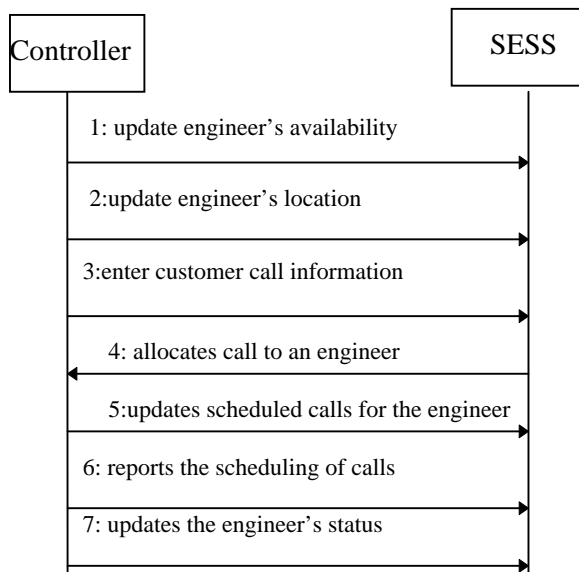 Controller
SESS
1: update engineer’s availability
2:update engineer’s location
3:enter customer call information
4: allocates call to an engineer
5:updates scheduled calls for the engineer
6: reports the scheduling of calls
7: updates the engineer’s status